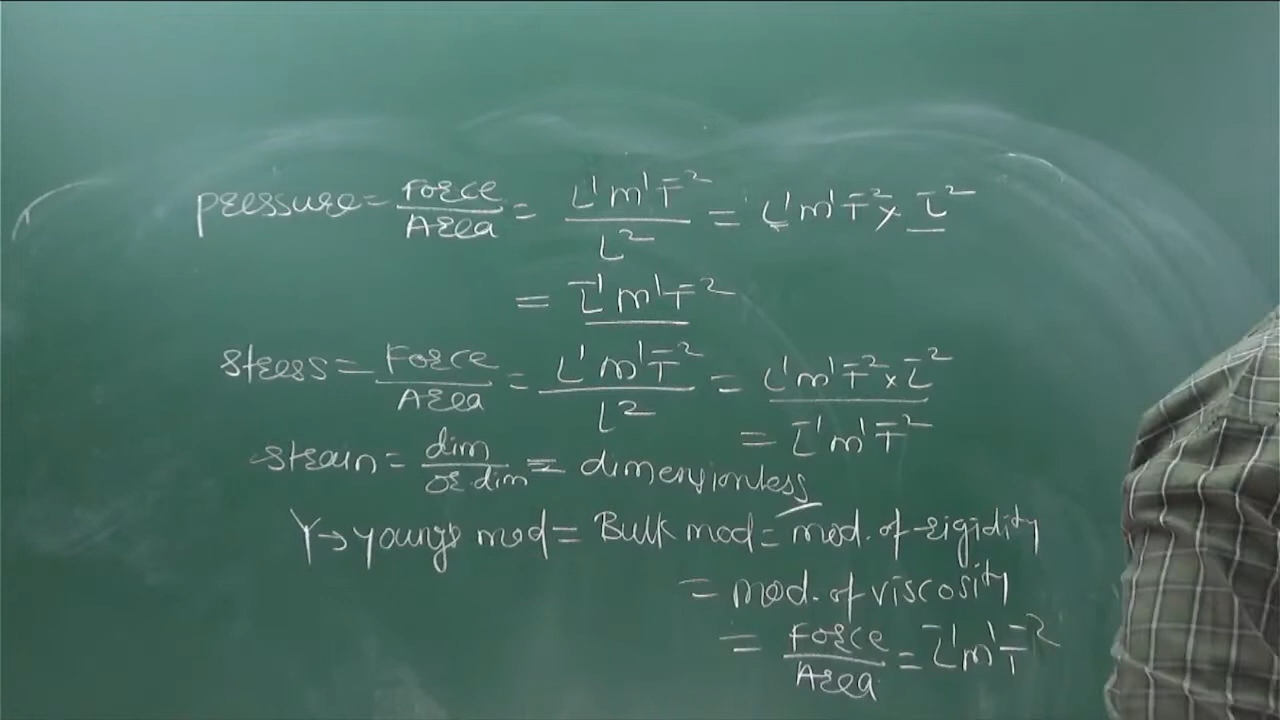 pressure = Force/Area = L¹M¹T⁻²/L² = L¹M¹T⁻² × L⁻²
= L⁻¹M¹T⁻²
stress = Force/Area = L¹M¹T⁻²/L² = L¹M¹T⁻² × L⁻²
= L⁻¹M¹T⁻²
strain = dim/or.dim = dimensionless
Y → youngs mod = Bulk mod = mod. of rigidity
= mod. of viscosity
= Force/Area = L⁻¹M¹T⁻²